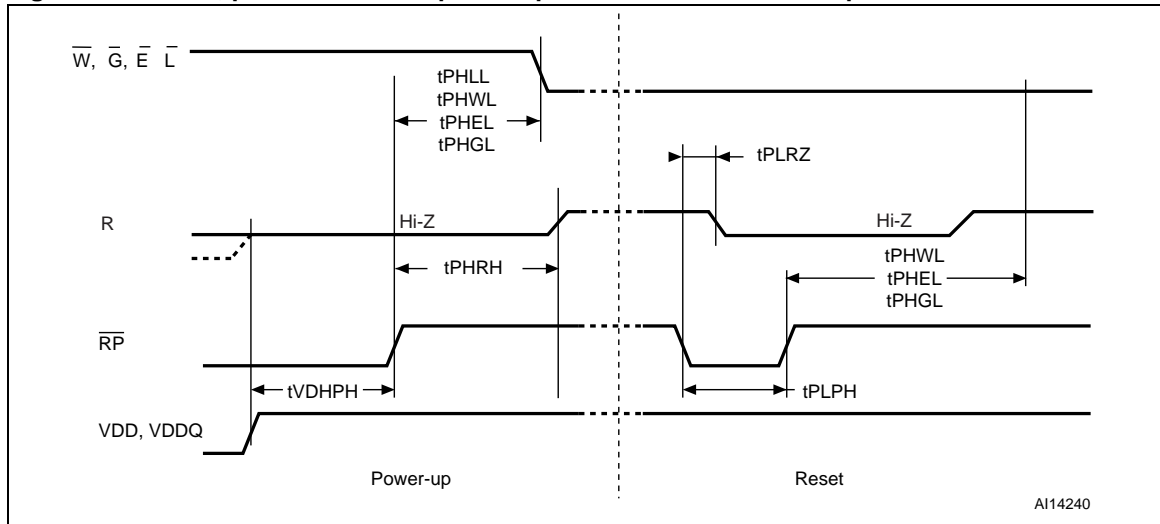 W̅, G̅, E̅ L̅
tPHLL
tPHWL
tPHEL
tPHGL
tPLRZ
R
Hi-Z
Hi-Z
tPHRH
tPHWL
tPHEL
tPHGL
R̅P̅
tVDHPH
tPLPH
VDD, VDDQ
Power-up
Reset
AI14240